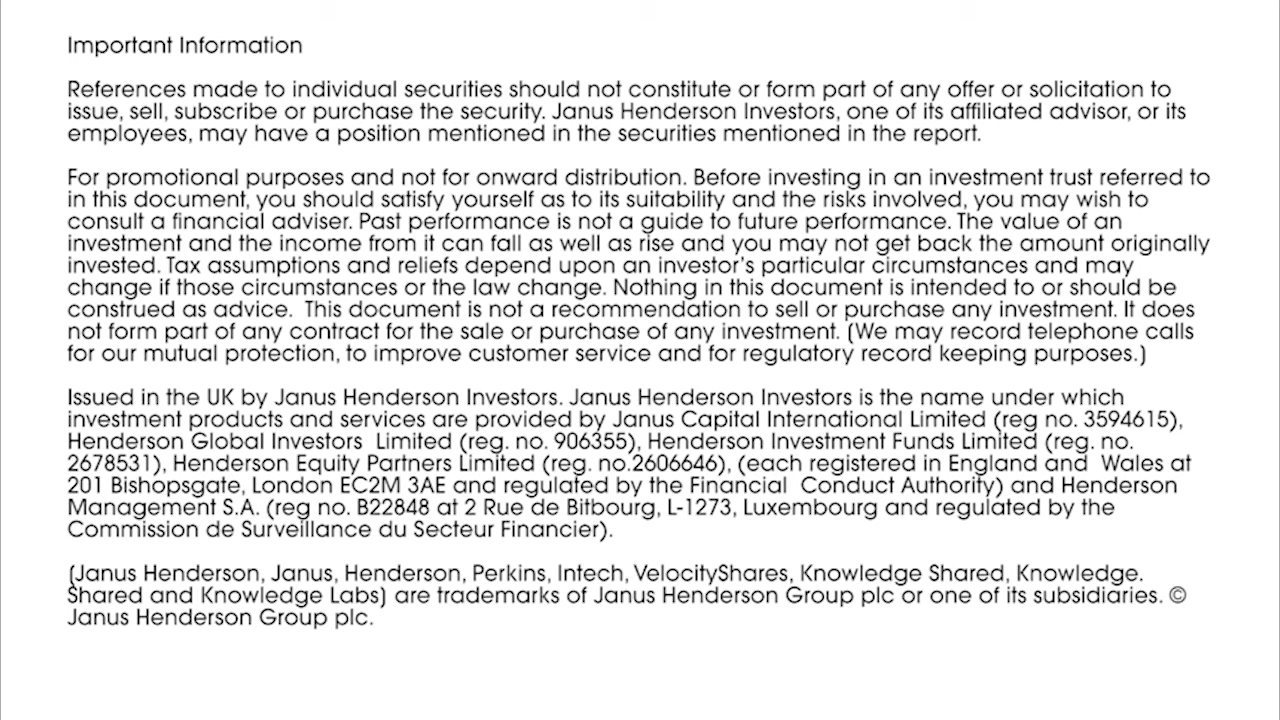 Important Information
References made to individual securities should not constitute or form part of any offer or solicitation to
issue, sell, subscribe or purchase the security. Janus Henderson Investors, one of its affiliated advisor, or its
employees, may have a position mentioned in the securities mentioned in the report.
For promotional purposes and not for onward distribution. Before investing in an investment trust referred to
in this document, you should satisfy yourself as to its suitability and the risks involved, you may wish to
consult a financial adviser. Past performance is not a guide to future performance. The value of an
investment and the income from it can fall as well as rise and you may not get back the amount originally
invested. Tax assumptions and reliefs depend upon an investor’s particular circumstances and may
change if those circumstances or the law change. Nothing in this document is intended to or should be
construed as advice.  This document is not a recommendation to sell or purchase any investment. It does
not form part of any contract for the sale or purchase of any investment. (We may record telephone calls
for our mutual protection, to improve customer service and for regulatory record keeping purposes.)
Issued in the UK by Janus Henderson Investors. Janus Henderson Investors is the name under which
investment products and services are provided by Janus Capital International Limited (reg no. 3594615),
Henderson Global Investors  Limited (reg. no. 906355), Henderson Investment Funds Limited (reg. no.
2678531), Henderson Equity Partners Limited (reg. no.2606646), (each registered in England and  Wales at
201 Bishopsgate, London EC2M 3AE and regulated by the Financial  Conduct Authority) and Henderson
Management S.A. (reg no. B22848 at 2 Rue de Bitbourg, L-1273, Luxembourg and regulated by the
Commission de Surveillance du Secteur Financier).
(Janus Henderson, Janus, Henderson, Perkins, Intech, VelocityShares, Knowledge Shared, Knowledge.
Shared and Knowledge Labs) are trademarks of Janus Henderson Group plc or one of its subsidiaries. ©
Janus Henderson Group plc.